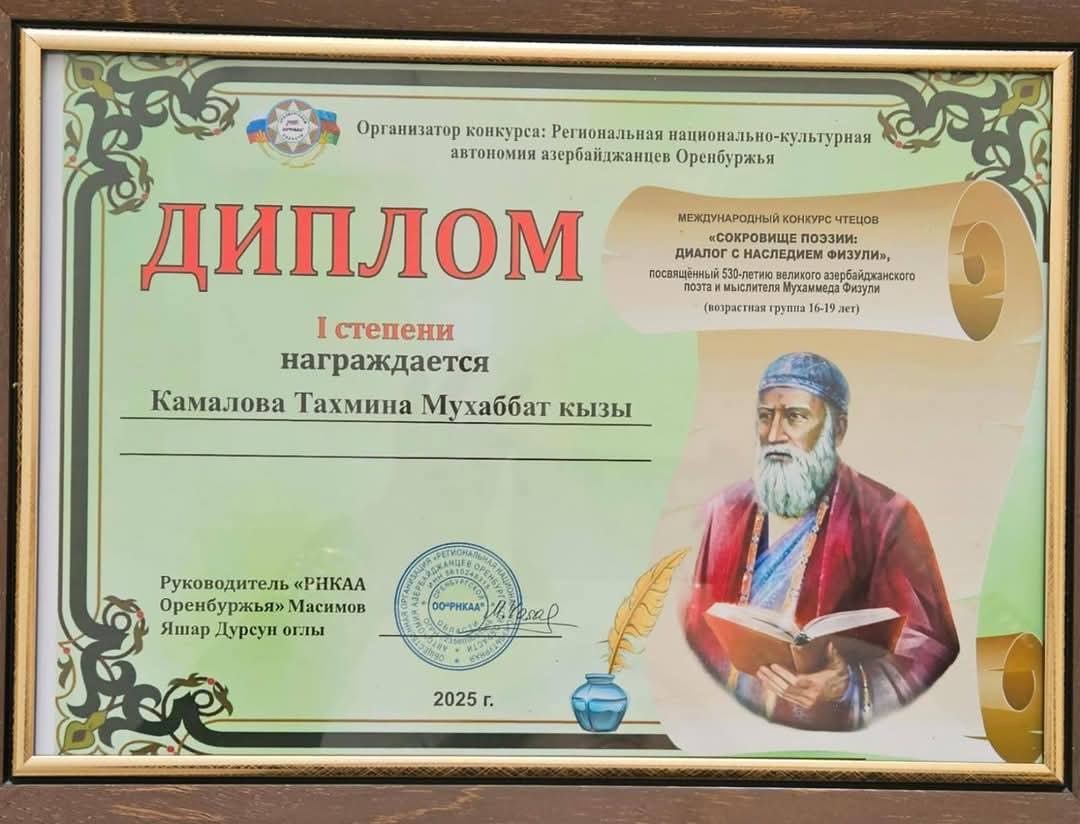 Организатор конкурса: Региональная национально-культурная
автономия азербайджанцев Оренбуржья
ДИПЛОМ
МЕЖДУНАРОДНЫЙ КОНКУРС ЧТЕЦОВ
«СОКРОВИЩЕ ПОЭЗИИ:
ДИАЛОГ С НАСЛЕДИЕМ ФИЗУЛИ»,
посвящённый 530-летию великого азербайджанского
поэта и мыслителя Мухаммеда Физули
(возрастная группа 16-19 лет)
I степени
награждается
Камалова Тахмина Мухаббат кызы
Руководитель «РНКАА
Оренбуржья» Масимов
Яшар Дурсун оглы
ОО"РНКАА"
2025 г.